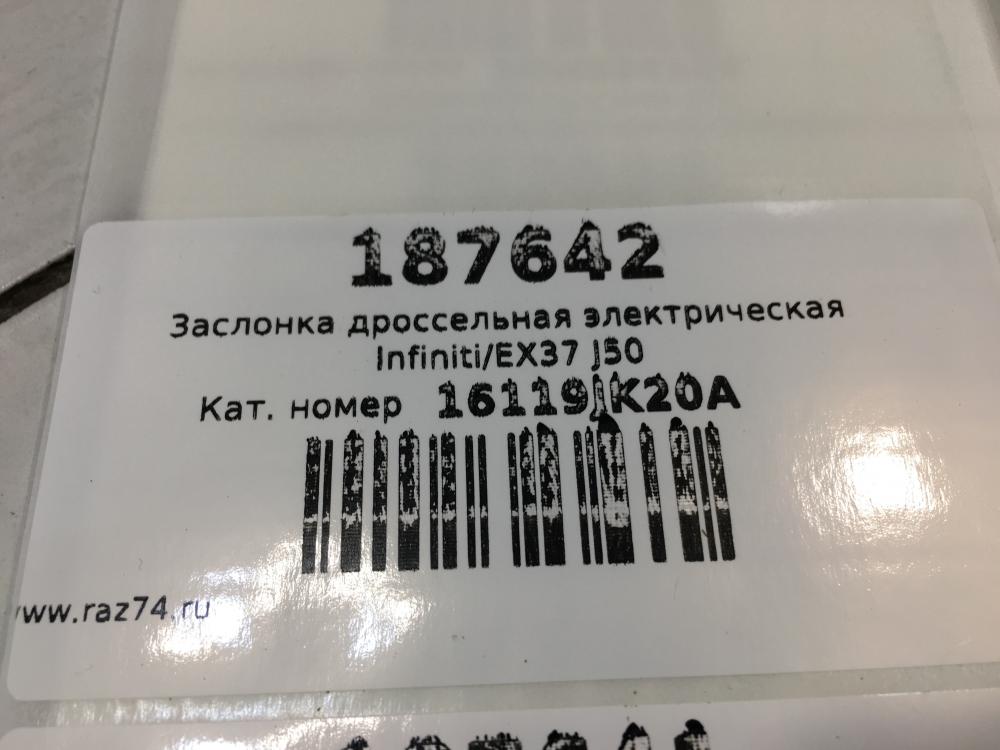 187642
Заслонка дроссельная электрическая
Infiniti/EX37 J50
Кат. номер 16119JK20A
www.raz74.ru